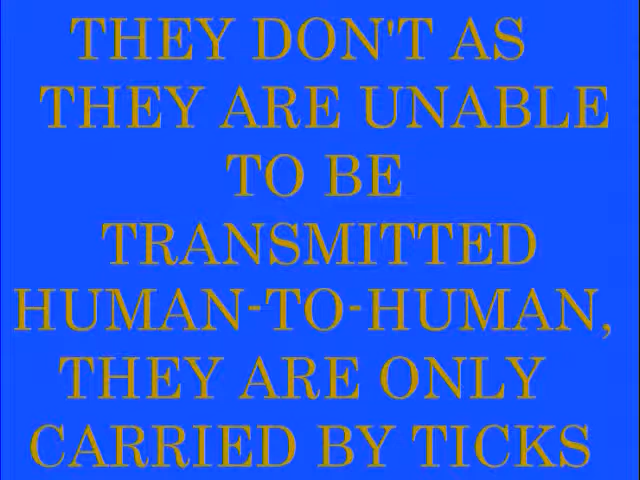 THEY DON'T AS
THEY ARE UNABLE
TO BE
TRANSMITTED
HUMAN-TO-HUMAN,
THEY ARE ONLY
CARRIED BY TICKS